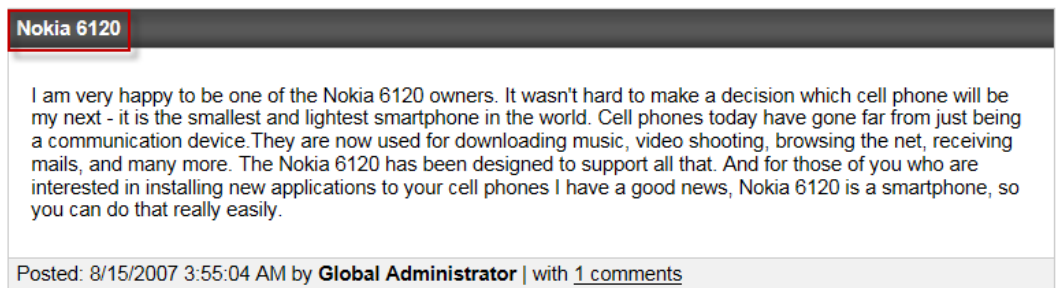 Nokia 6120
I am very happy to be one of the Nokia 6120 owners. It wasn't hard to make a decision which cell phone will be
my next - it is the smallest and lightest smartphone in the world. Cell phones today have gone far from just being
a communication device.They are now used for downloading music, video shooting, browsing the net, receiving
mails, and many more. The Nokia 6120 has been designed to support all that. And for those of you who are
interested in installing new applications to your cell phones I have a good news, Nokia 6120 is a smartphone, so
you can do that really easily.
Posted: 8/15/2007 3:55:04 AM by Global Administrator | with 1 comments